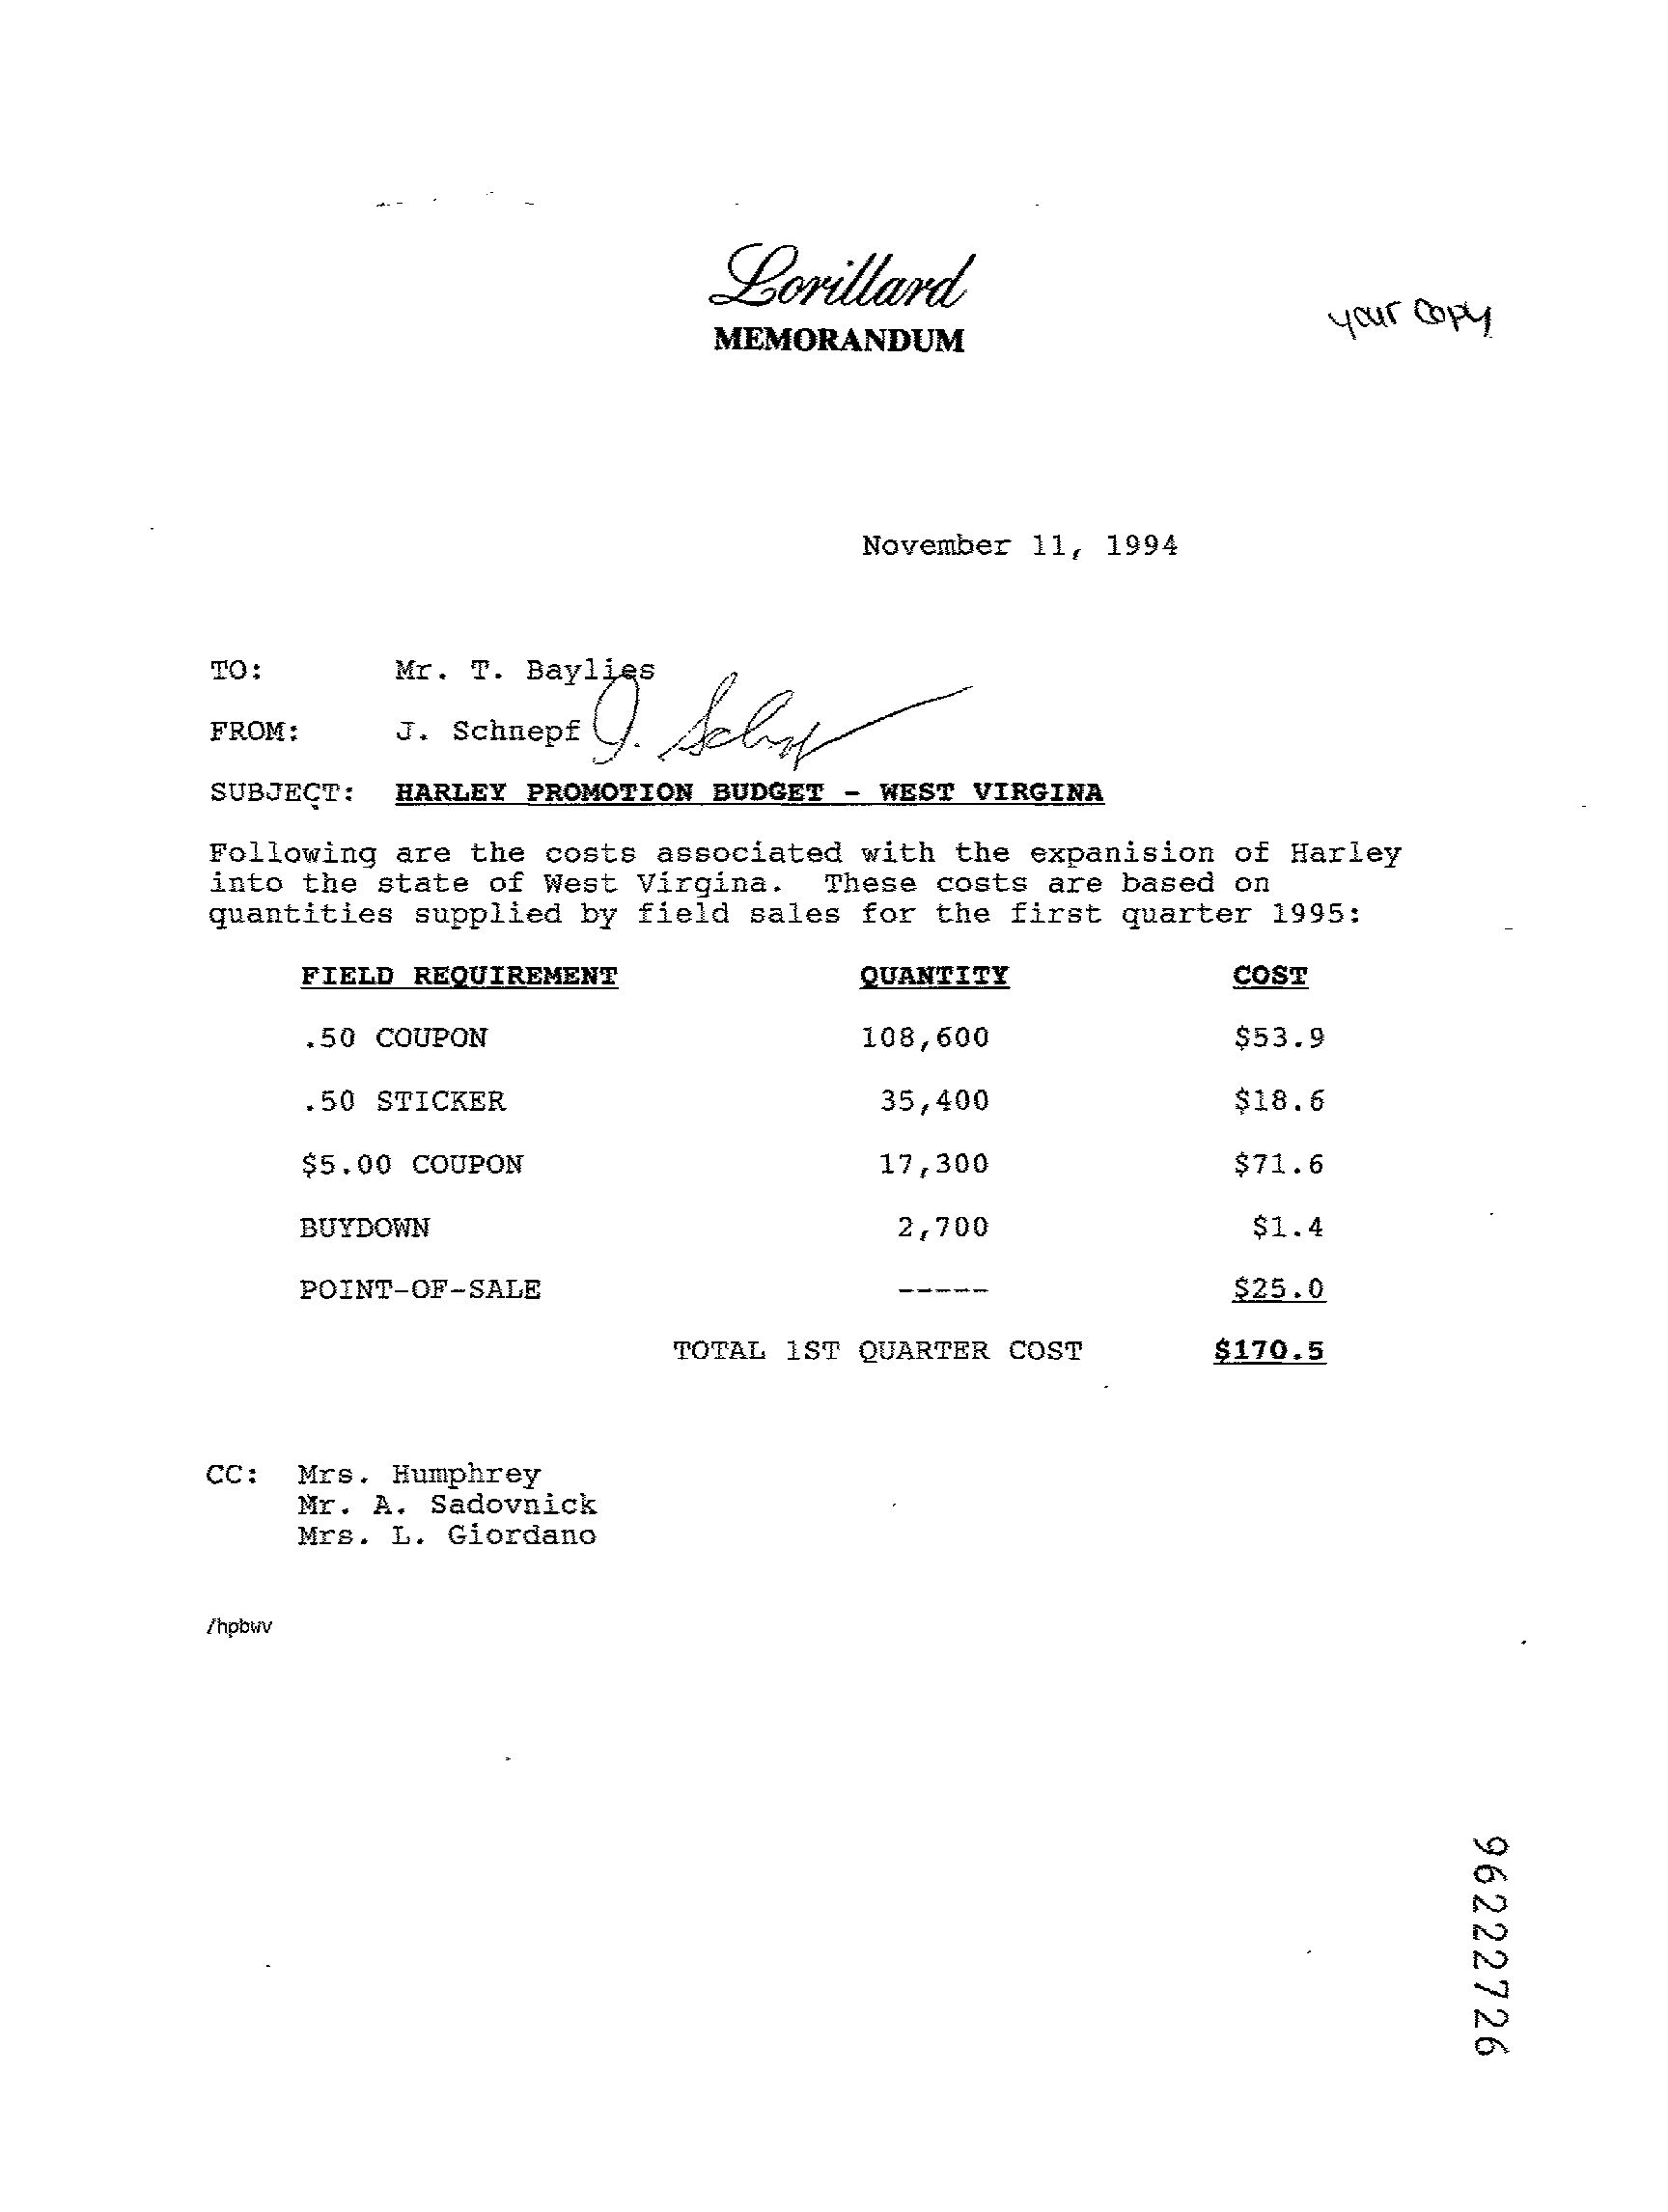 Lorillard
MEMORANDUM
your copy
November 11, 1994
TO: Mr. T. Baylies
FROM: J. Schnepf J. Schnepf
SUBJECT: HARLEY PROMOTION BUDGET - WEST VIRGINA
Following are the costs associated with the expanision of Harley
into the state of West Virgina. These costs are based on
quantities supplied by field sales for the first quarter 1995:
FIELD REQUIREMENT QUANTITY COST
.50 COUPON 108,600 $53.9
.50 STICKER 35,400 $18.6
$5.00 COUPON 17,300 $71.6
BUYDOWN 2,700 $1.4
POINT-OF-SALE ----- $25.0
TOTAL 1ST QUARTER COST $170.5
CC: Mrs. Humphrey
Mr. A. Sadovnick
Mrs. L. Giordano
/hpbwv
96222726